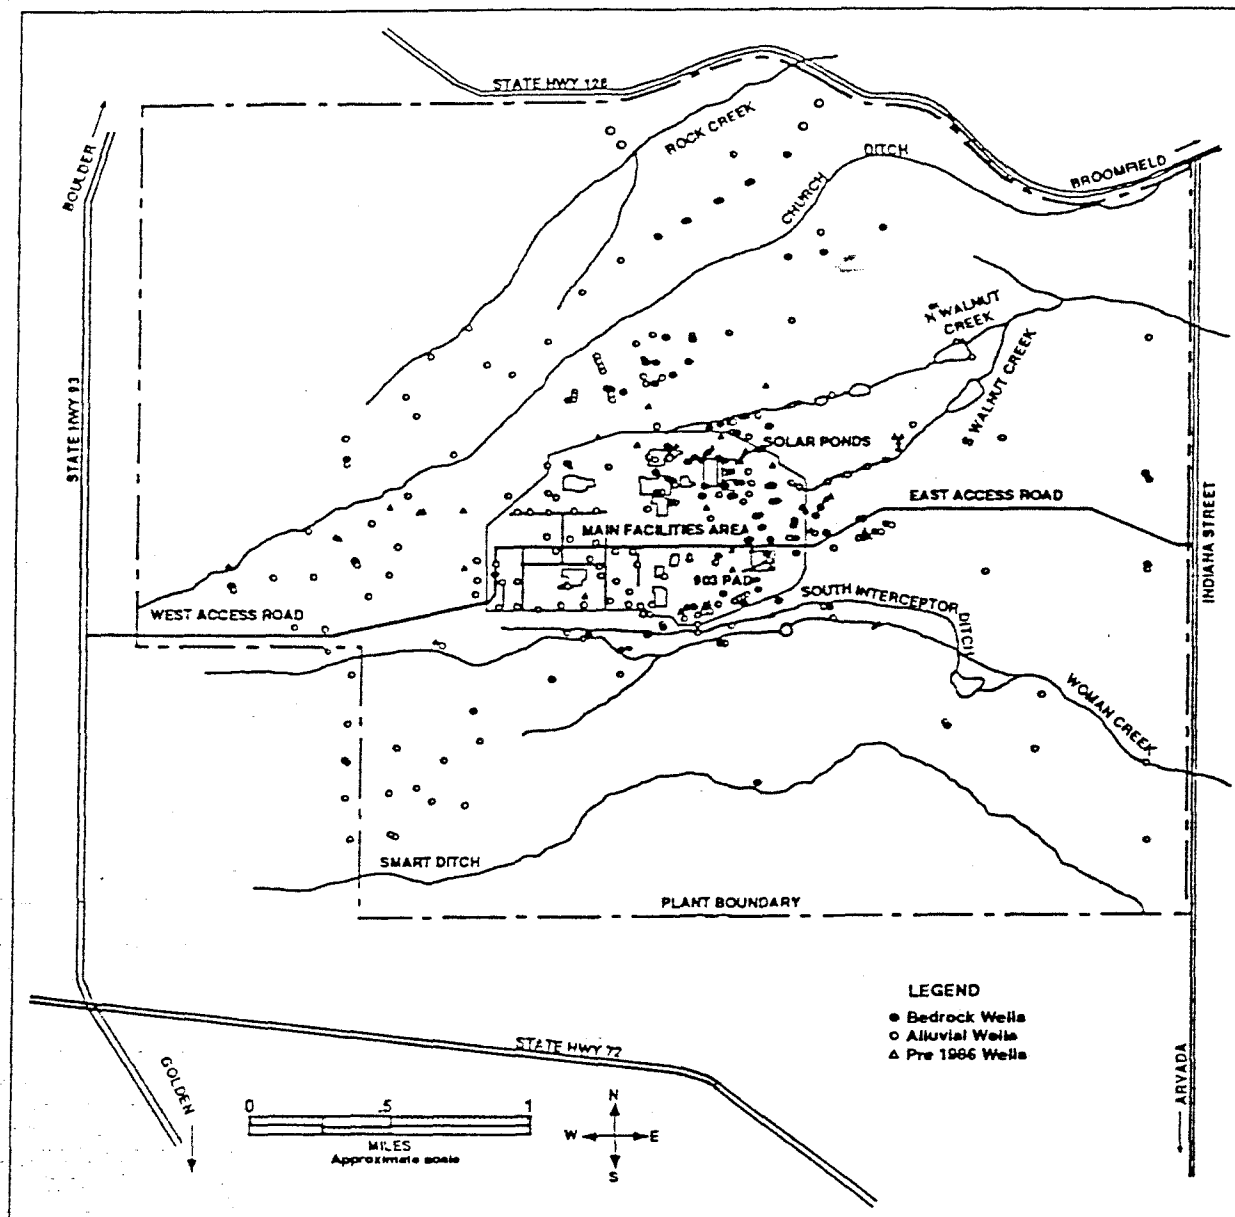 STATE HWY 128
BOULDER
ROCK CREEK
DITCH
CHURCH
BROOMFIELD
N WALNUT
CREEK
S WALNUT CREEK
STATE HWY 93
SOLAR PONDS
EAST ACCESS ROAD
INDIANA STREET
MAIN FACILITIES AREA
903 PAD
SOUTH INTERCEPTOR
DITCH
WEST ACCESS ROAD
WOMAN CREEK
SMART DITCH
PLANT BOUNDARY
LEGEND
Bedrock Wells
Alluvial Wells
Pre 1986 Wells
STATE HWY 72
GOLDEN
ARVADA
0 .5 1
MILES
Approximate scale
N
W E
S